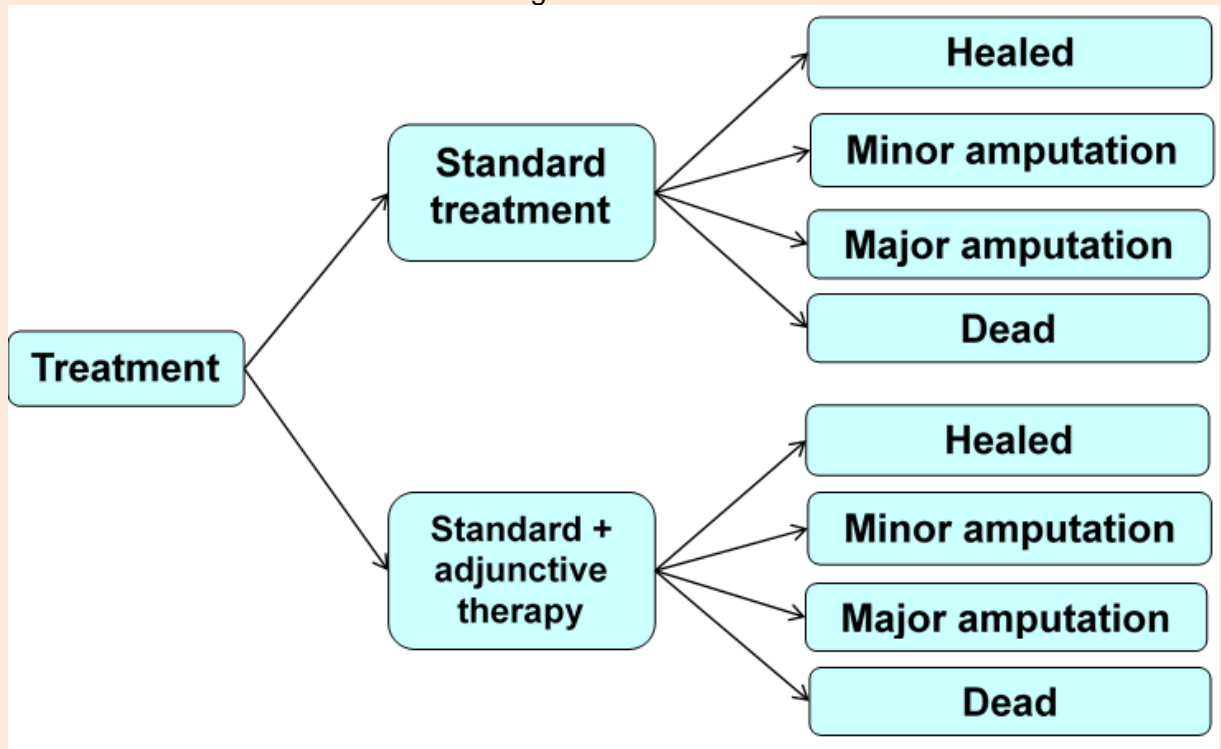 Healed
Minor amputation
Standard
treatment
Major amputation
Dead
Treatment
Healed
Standard +
adjunctive
therapy
Minor amputation
Major amputation
Dead